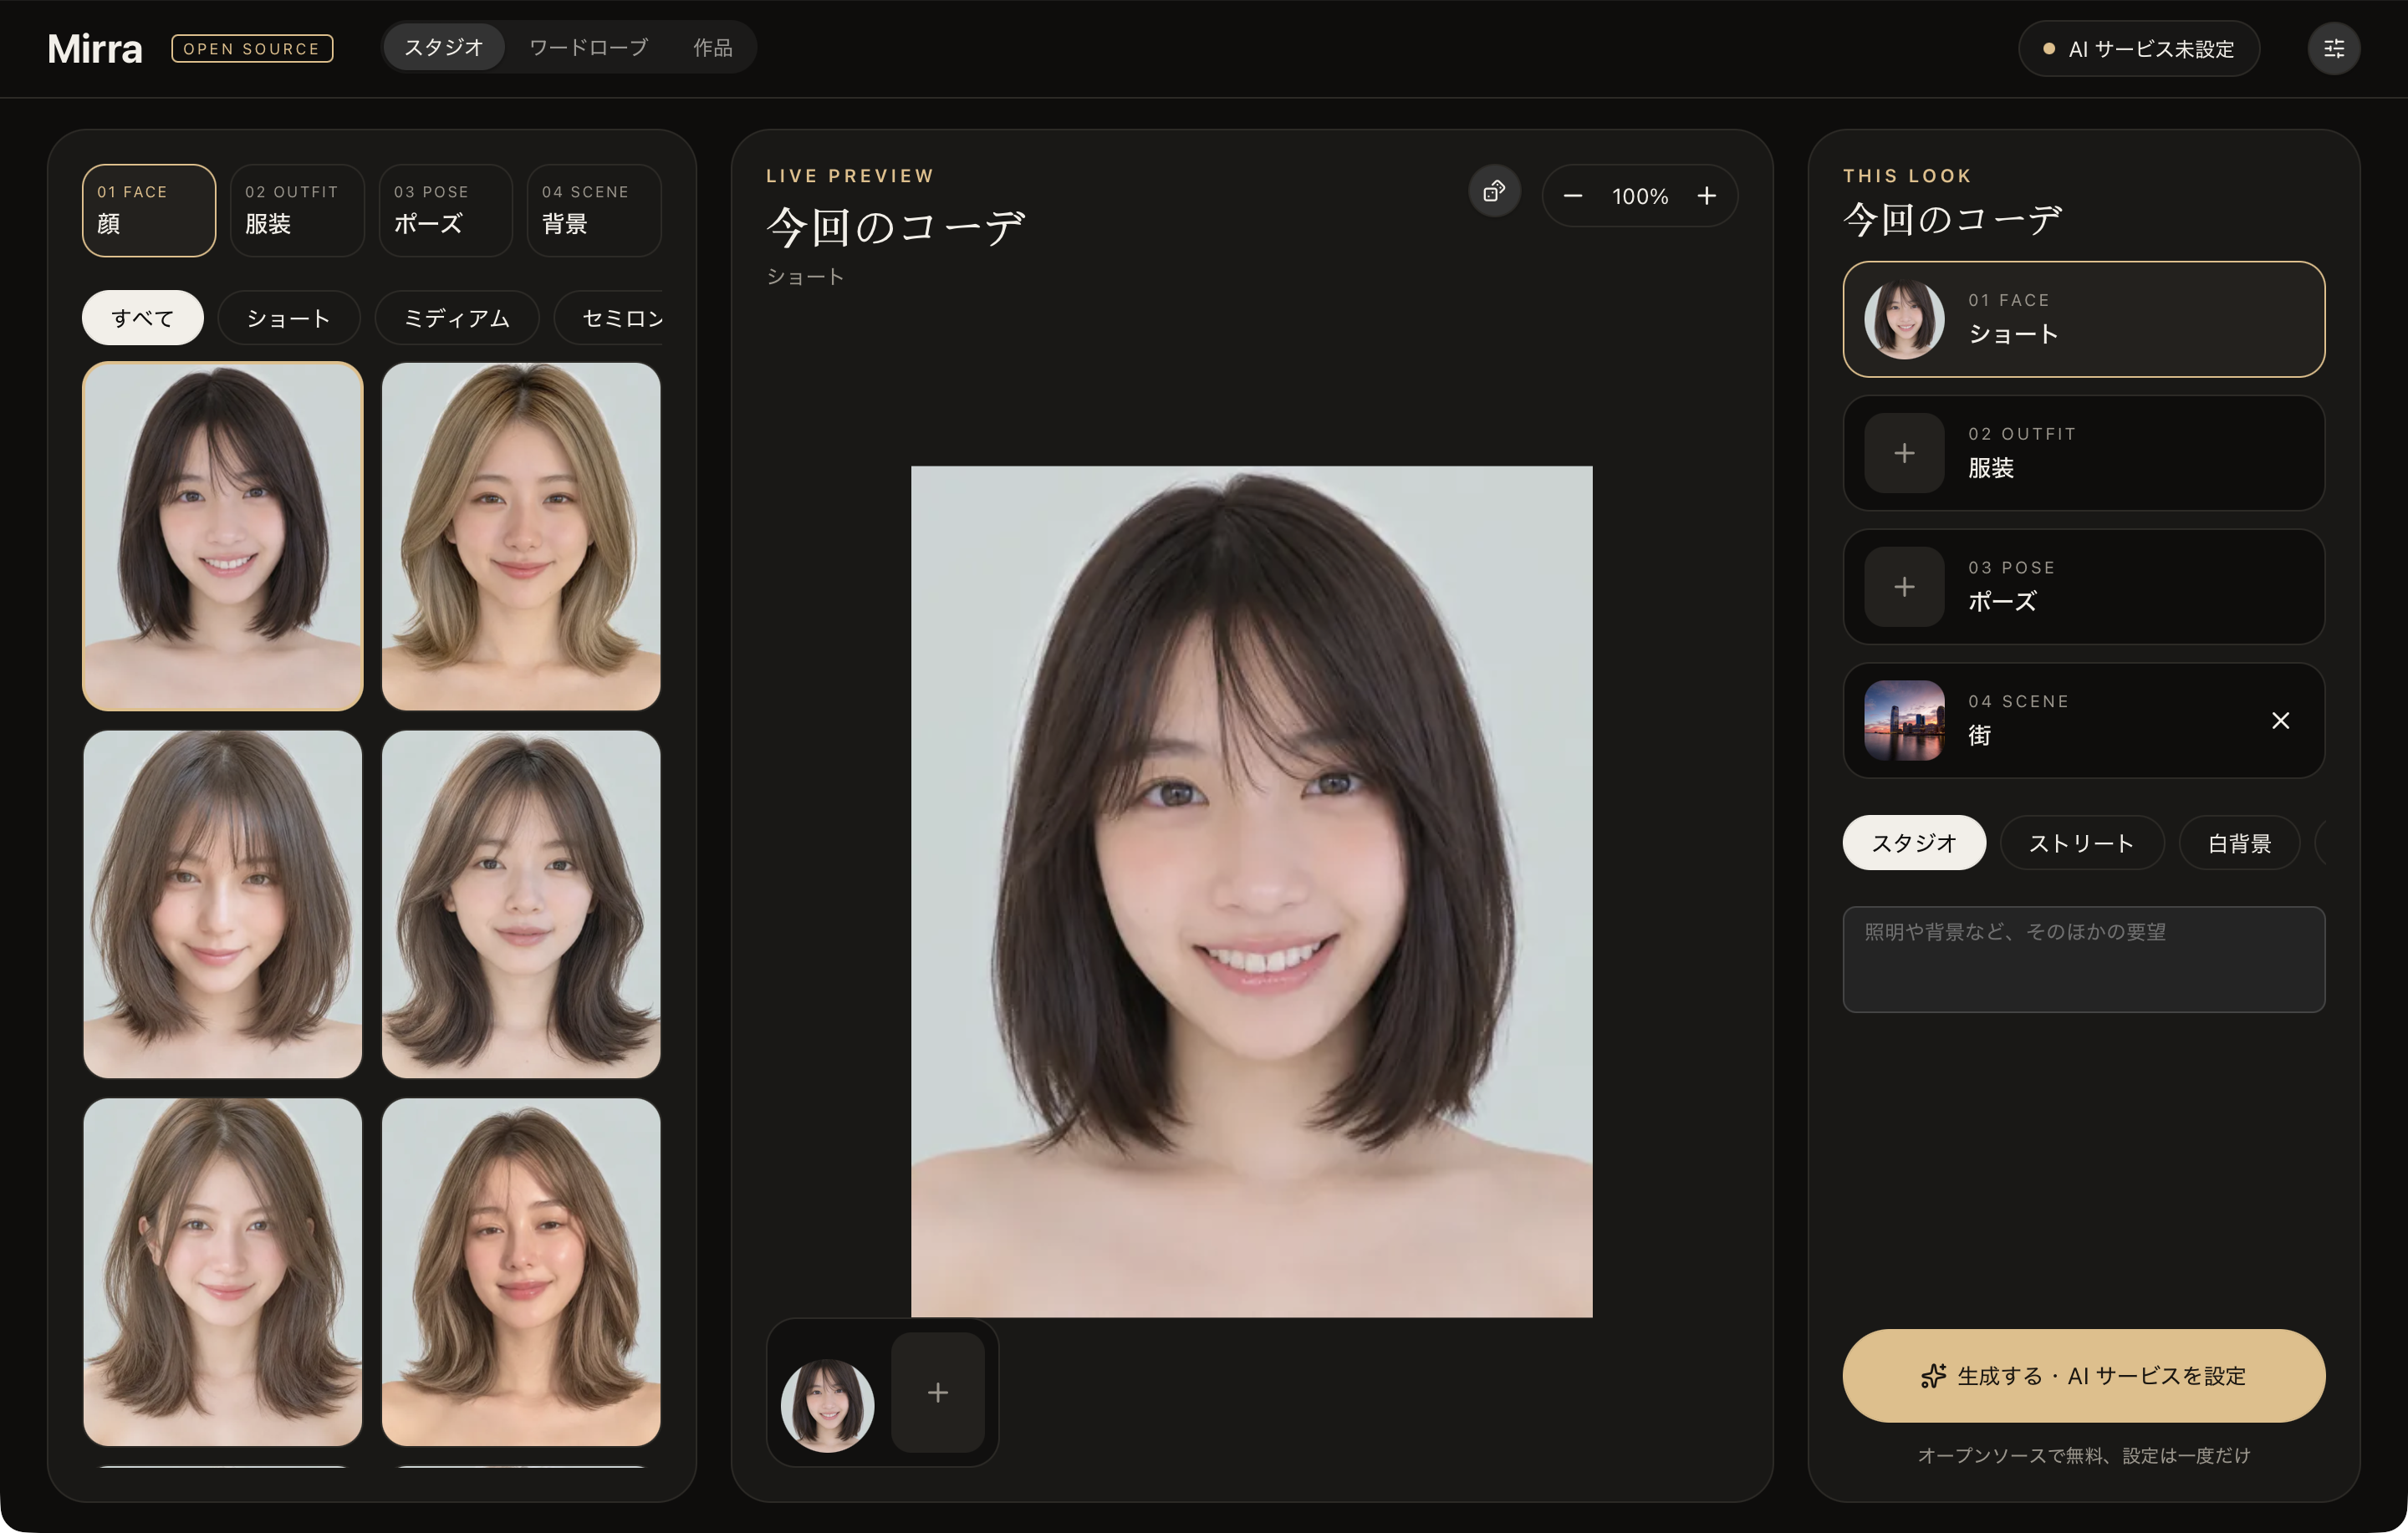 Mirra
OPEN SOURCE
スタジオ
ワードローブ
作品
AI サービス未設定
01 FACE
顔
02 OUTFIT
服装
03 POSE
ポーズ
04 SCENE
背景
すべて
ショート
ミディアム
セミロン
LIVE PREVIEW
今回のコーデ
ショート
100%
THIS LOOK
今回のコーデ
01 FACE
ショート
02 OUTFIT
服装
03 POSE
ポーズ
04 SCENE
街
スタジオ
ストリート
白背景
照明や背景など、そのほかの要望
生成する · AI サービスを設定
オープンソースで無料、設定は一度だけ